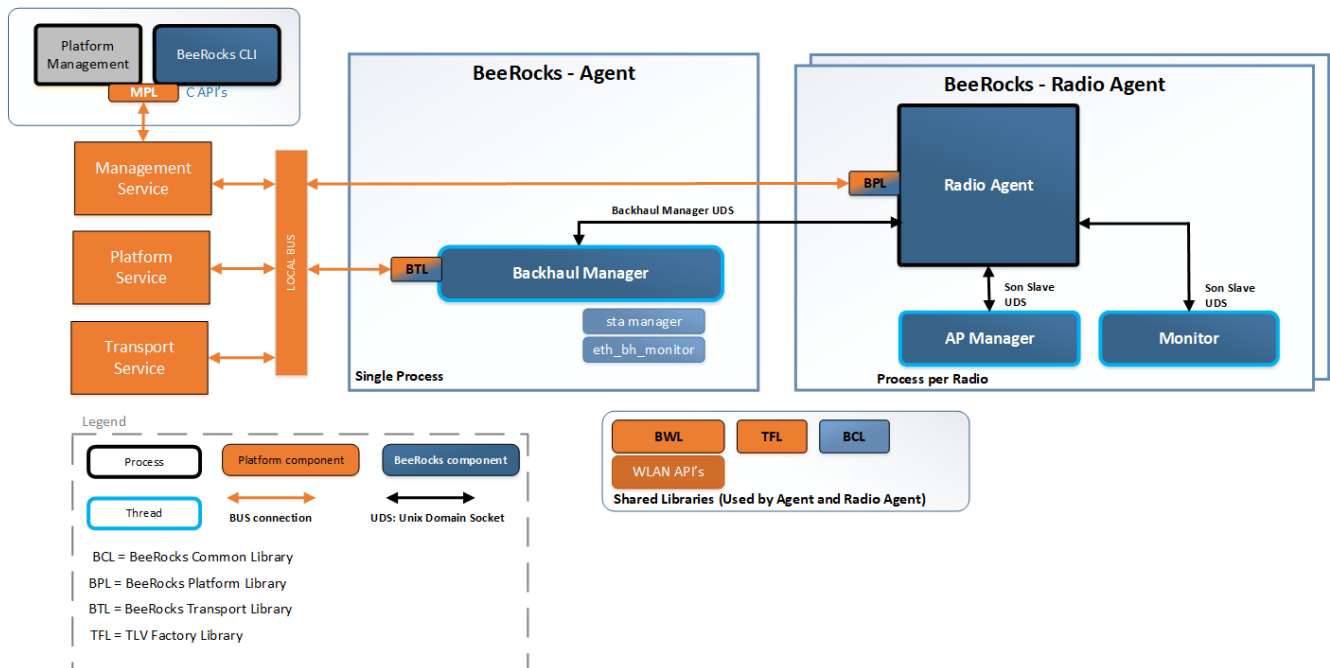 Platform
Management
BeeRocks CLI
MPL
C API's
Management
Service
Platform
Service
Transport
Service
LOCAL BUS
BeeRocks - Agent
BTL
Backhaul Manager
sta manager
eth_bh_monitor
Single Process
Backhaul Manager UDS
BeeRocks - Radio Agent
BPL
Radio Agent
Son Slave
UDS
Son Slave
UDS
AP Manager
Monitor
Process per Radio
Legend
Process
Platform component
BeeRocks component
Thread
BUS connection
UDS: Unix Domain Socket
BCL = BeeRocks Common Library
BPL = BeeRocks Platform Library
BTL = BeeRocks Transport Library
TFL = TLV Factory Library
BWL
TFL
BCL
WLAN API's
Shared Libraries (Used by Agent and Radio Agent)